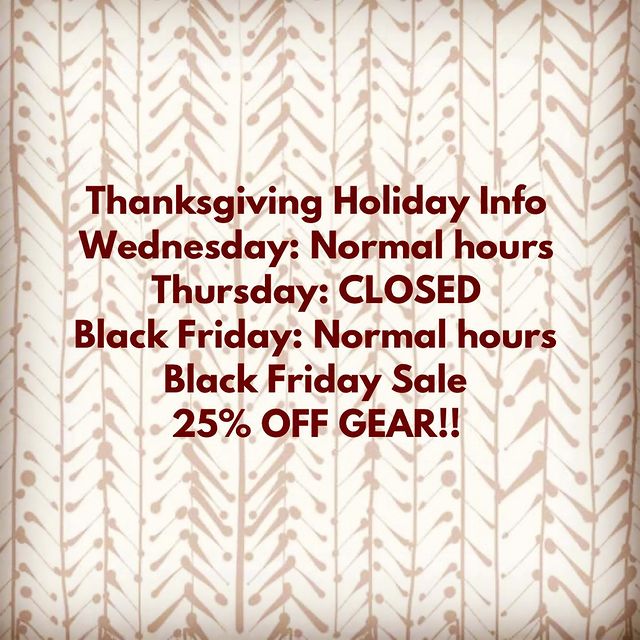 Thanksgiving Holiday Info
Wednesday: Normal hours
Thursday: CLOSED
Black Friday: Normal hours
Black Friday Sale
25% OFF GEAR!!